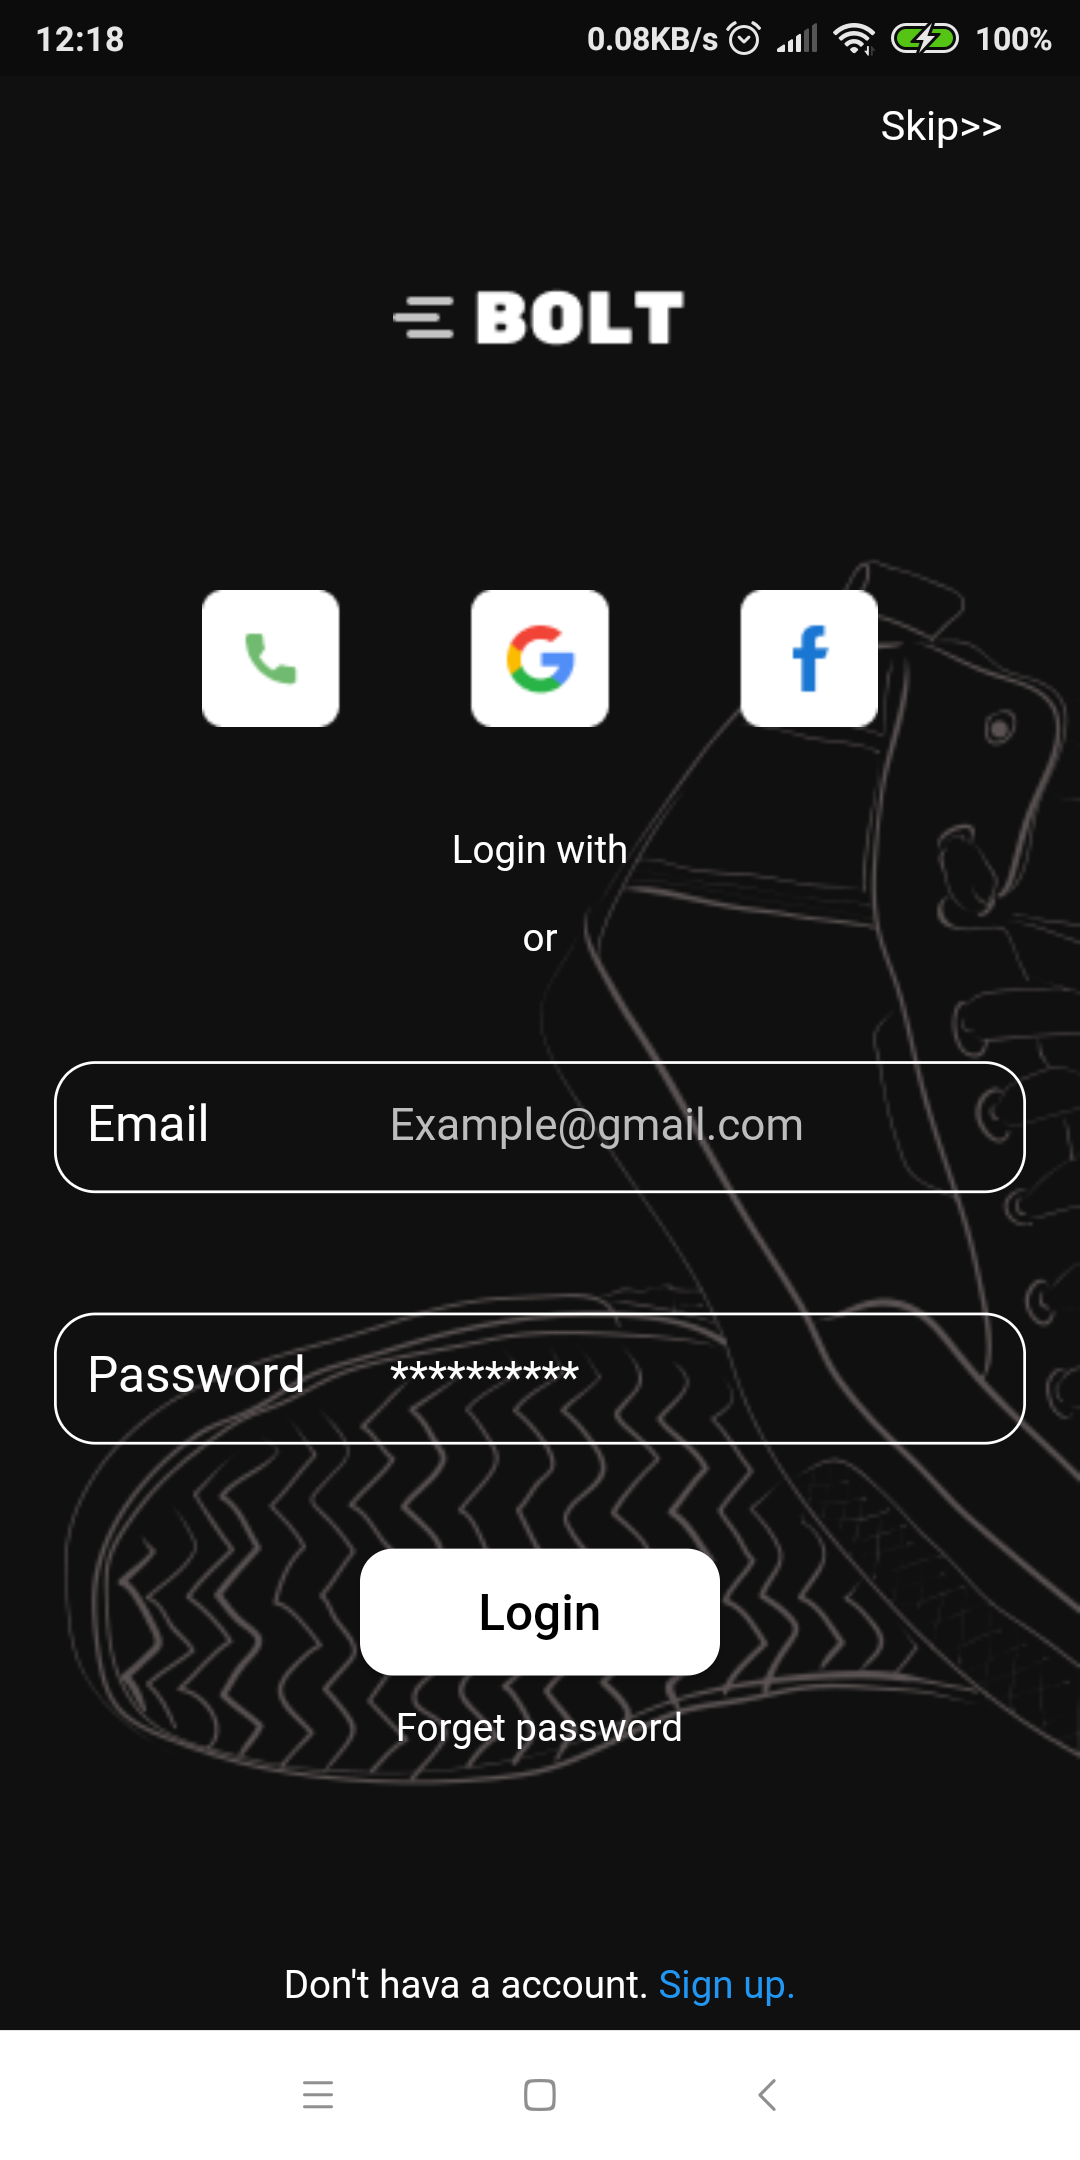 12:18 0.08KB/s 100%
Skip>>
BOLT
Login with
or
Email Example@gmail.com
Password **********
Login
Forget password
Don't hava a account. Sign up.